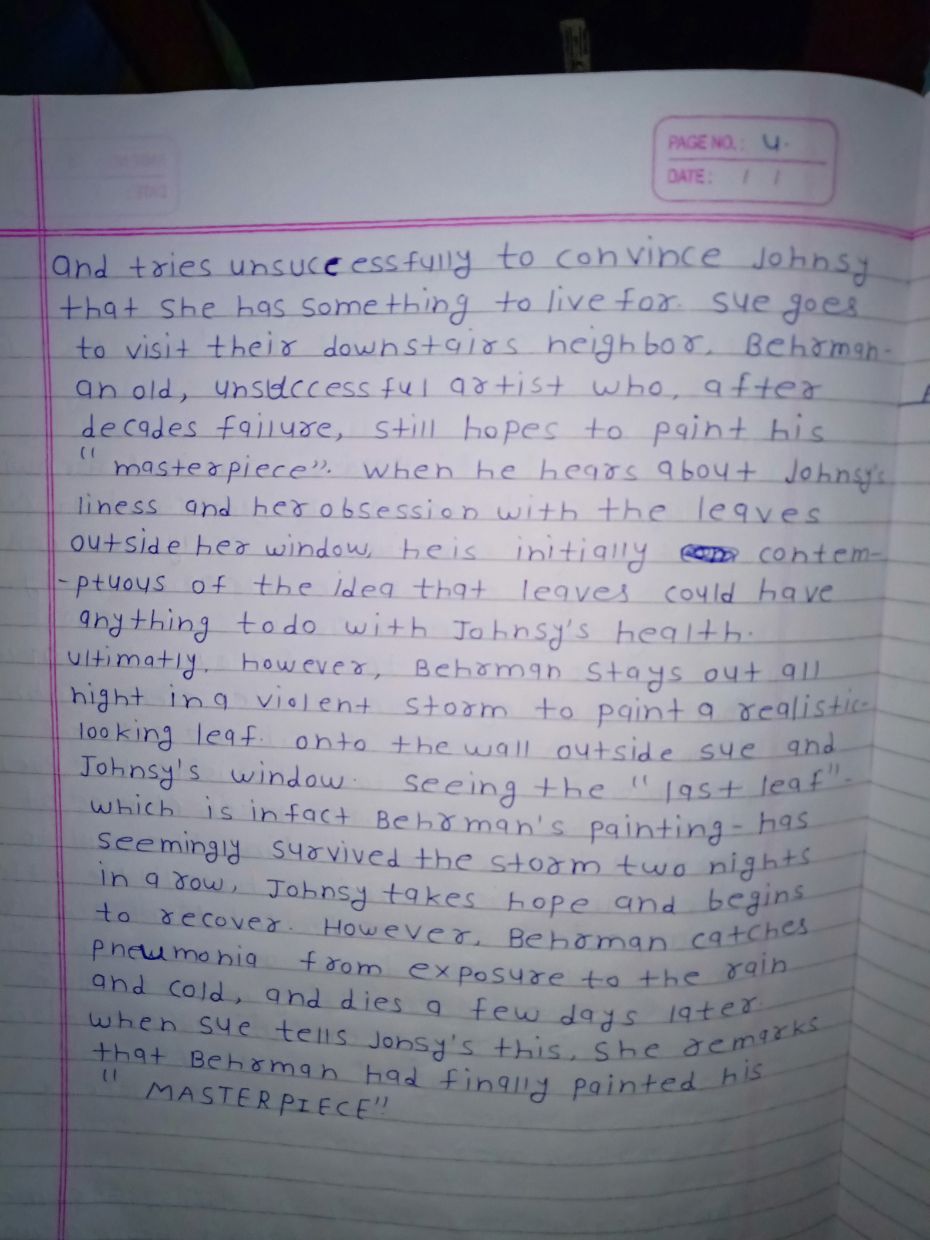 PAGE NO.: 4.
DATE: / /
and tries unsuccessfully to convince Johnsy
that she has something to live for. Sue goes
to visit their downstairs neighbor, Behrman-
an old, unsuccessful artist who, after
decades failure, still hopes to paint his
"masterpiece". When he hears about Johnsy's
liness and her obsession with the leaves
outside her window, he is initially contem-
-ptuous of the idea that leaves could have
anything to do with Johnsy's health.
ultimatly, however, Behrman stays out all
night in a violent storm to paint a realistic-
looking leaf. onto the wall outside sue and
Johnsy's window. seeing the "last leaf"-
which is in fact Behrman's painting - has
seemingly survived the storm two nights
in a row, Johnsy takes hope and begins
to recover. However, Behrman catches
pneumonia from exposure to the rain
and cold, and dies a few days later.
when sue tells Jonsy's this, she remarks
that Behrman had finally painted his
"MASTERPIECE"